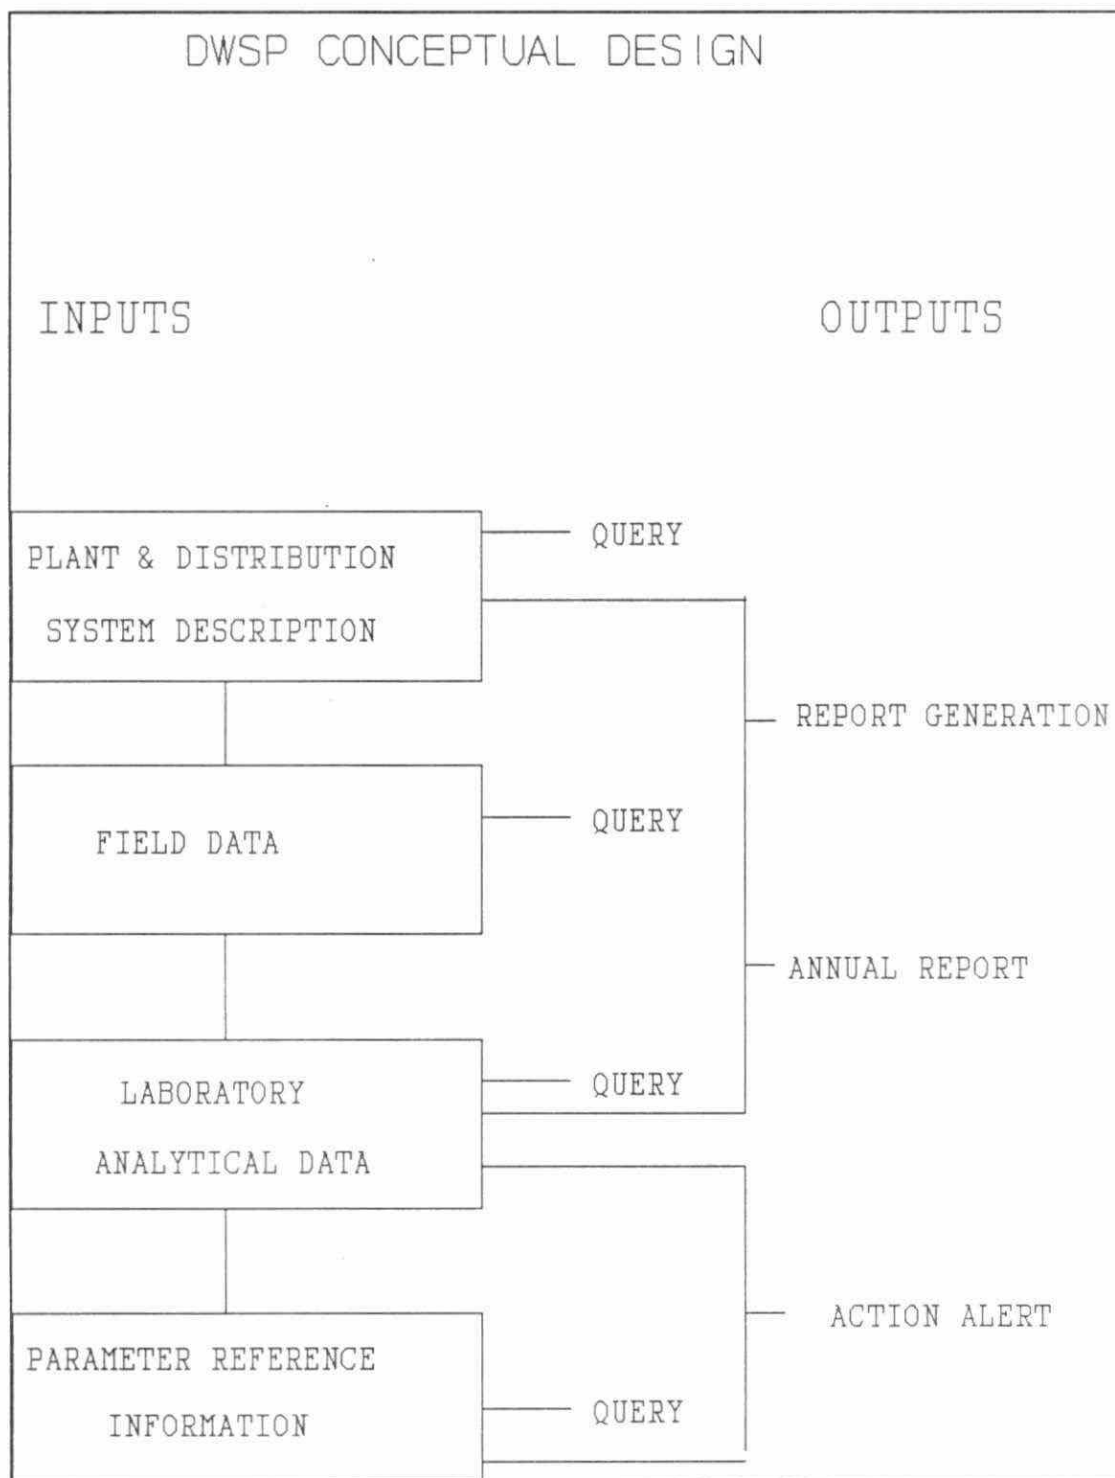 DWSP CONCEPTUAL DESIGN
INPUTS
OUTPUTS
QUERY
PLANT & DISTRIBUTION
SYSTEM DESCRIPTION
REPORT GENERATION
QUERY
FIELD DATA
ANNUAL REPORT
QUERY
LABORATORY
ANALYTICAL DATA
ACTION ALERT
PARAMETER REFERENCE
QUERY
INFORMATION